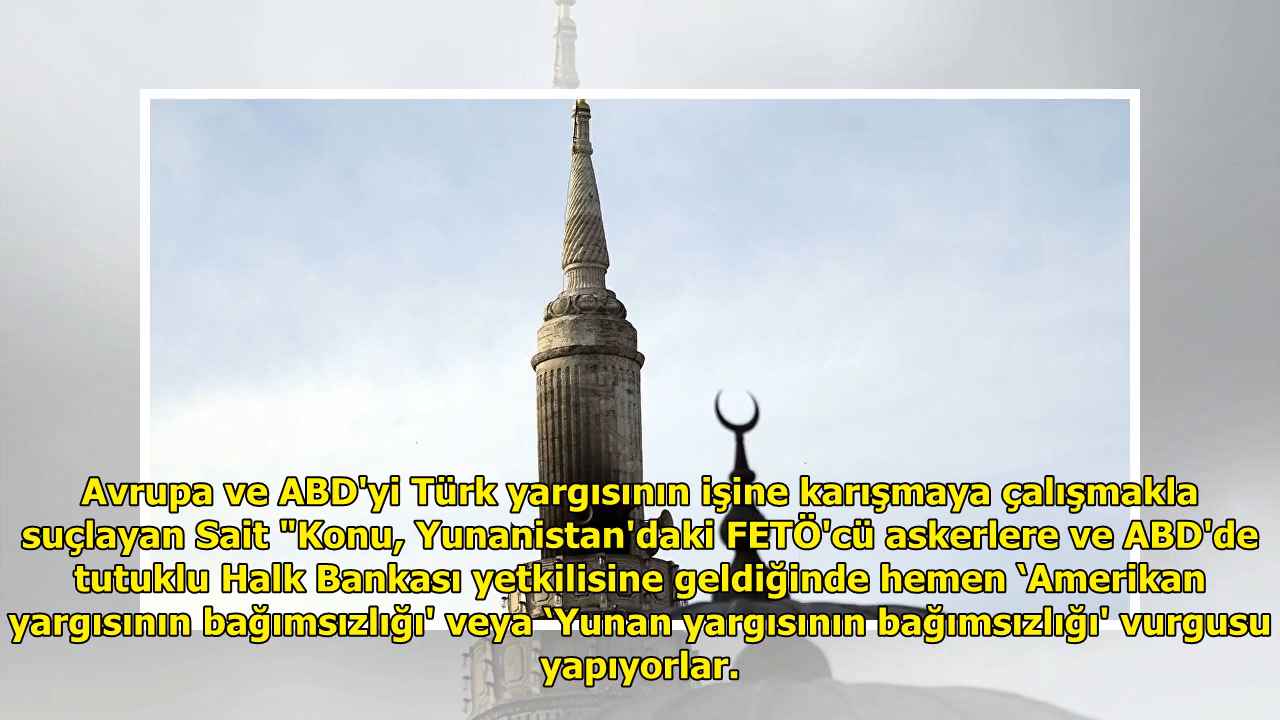 Avrupa ve ABD'yi Türk yargısının işine karışmaya çalışmakla
suçlayan Sait "Konu, Yunanistan'daki FETÖ'cü askerlere ve ABD'de
tutuklu Halk Bankası yetkilisine geldiğinde hemen ‘Amerikan
yargısının bağımsızlığı' veya ‘Yunan yargısının bağımsızlığı' vurgusu
yapıyorlar.